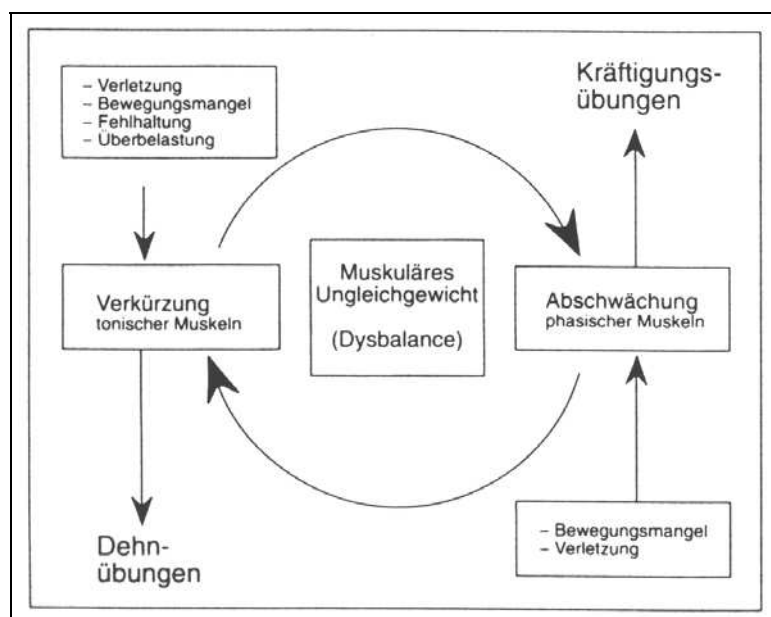 – Verletzung
– Bewegungsmangel
– Fehlhaltung
– Überbelastung
Kräftigungs-
übungen
Verkürzung
tonischer Muskeln
Muskuläres
Ungleichgewicht
(Dysbalance)
Abschwächung
phasischer Muskeln
Dehn-
übungen
– Bewegungsmangel
– Verletzung